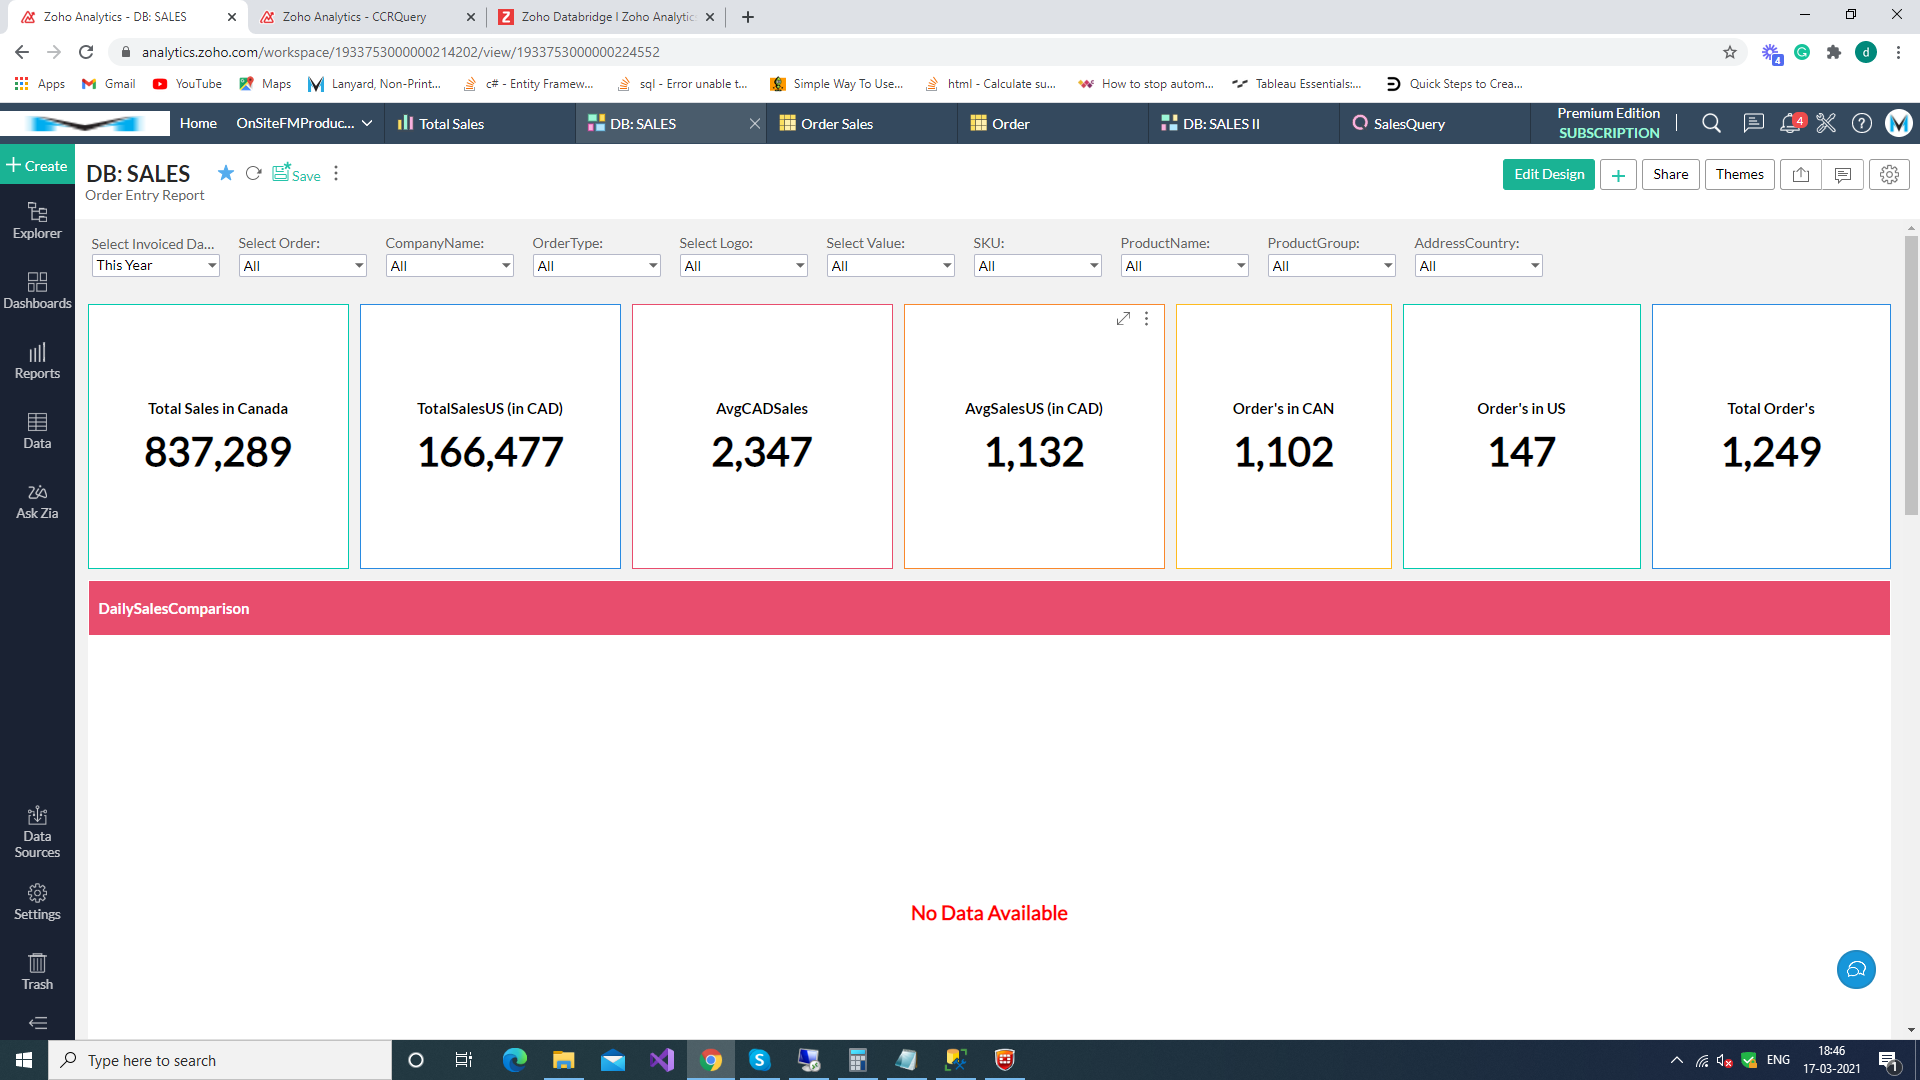 Zoho Analytics - DB: SALES
Zoho Analytics - CCRQuery
Zoho Databridge l Zoho Analytic
analytics.zoho.com/workspace/1933753000000214202/view/1933753000000224552
4
d
Apps
Gmail
YouTube
Maps
Lanyard, Non-Print...
c# - Entity Framew...
sql - Error unable t...
Simple Way To Use...
html - Calculate su...
How to stop autom...
Tableau Essentials:...
Quick Steps to Crea...
Home
OnSiteFMProduc...
Total Sales
DB: SALES
Order Sales
Order
DB: SALES II
SalesQuery
Premium Edition
SUBSCRIPTION
4
+ Create
DB: SALES
Save
Order Entry Report
Edit Design
+
Share
Themes
Explorer
Dashboards
Reports
Data
Ask Zia
Data
Sources
Settings
Trash
Select Invoiced Da...
Select Order:
CompanyName:
OrderType:
Select Logo:
Select Value:
SKU:
ProductName:
ProductGroup:
AddressCountry:
This Year
All
All
All
All
All
All
All
All
All
Total Sales in Canada
837,289
TotalSalesUS (in CAD)
166,477
AvgCADSales
2,347
AvgSalesUS (in CAD)
1,132
Order's in CAN
1,102
Order's in US
147
Total Order's
1,249
DailySalesComparison
No Data Available
Type here to search
ENG
18:46
17-03-2021
1